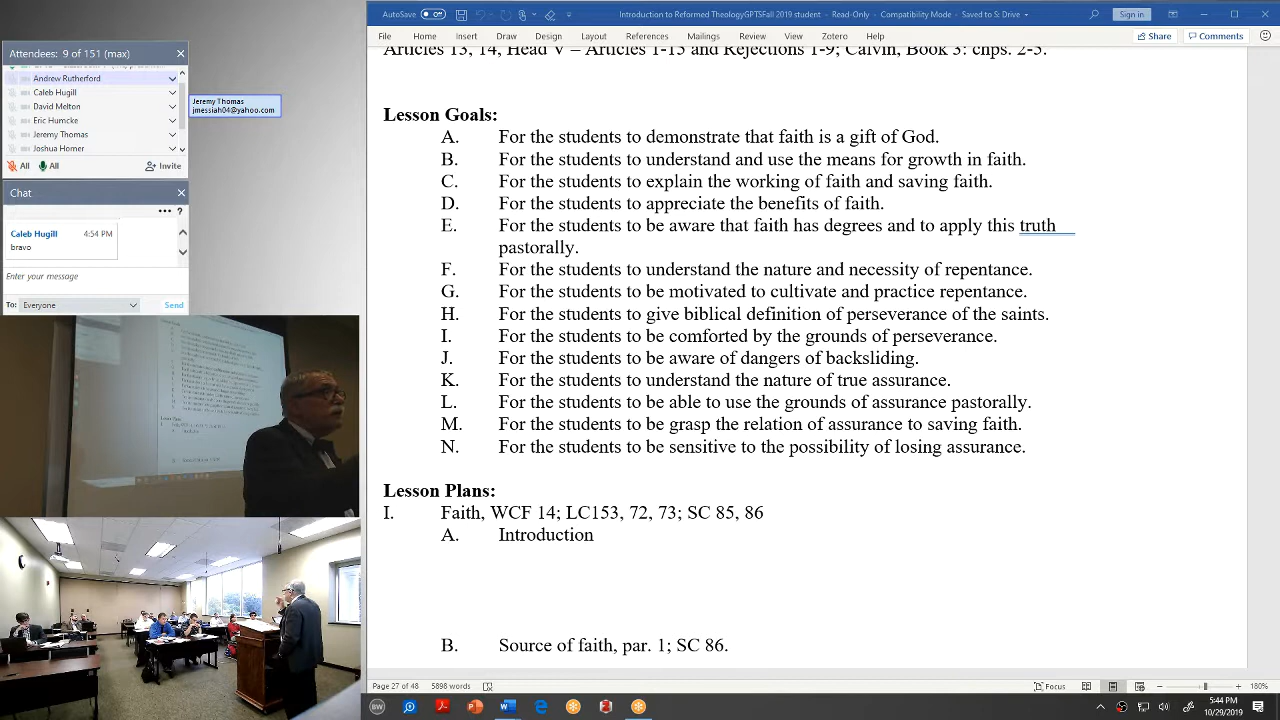 AutoSave Off
Introduction to Reformed TheologyGPTSFall 2019 student - Read-Only - Compatibility Mode - Saved to S: Drive
Sign in
File Home Insert Draw Design Layout References Mailings Review View Zotero Help
Share Comments
Attendees: 9 of 151 (max)
Andrew Rutherford
Caleb Hugill
David Melton
Eric Humcke
Jeremy Thomas
Joshua Homer
Jeremy Thomas
jmessiah04@yahoo.com
All All Invite
Chat
Caleb Hugill 4:54 PM
bravo
Enter your message
To: Everyone Send
Articles 13, 14, Head V – Articles 1-15 and Rejections 1-9; Calvin, Book 3: chps. 2-5.
Lesson Goals:
A. For the students to demonstrate that faith is a gift of God.
B. For the students to understand and use the means for growth in faith.
C. For the students to explain the working of faith and saving faith.
D. For the students to appreciate the benefits of faith.
E. For the students to be aware that faith has degrees and to apply this truth
pastorally.
F. For the students to understand the nature and necessity of repentance.
G. For the students to be motivated to cultivate and practice repentance.
H. For the students to give biblical definition of perseverance of the saints.
I. For the students to be comforted by the grounds of perseverance.
J. For the students to be aware of dangers of backsliding.
K. For the students to understand the nature of true assurance.
L. For the students to be able to use the grounds of assurance pastorally.
M. For the students to be grasp the relation of assurance to saving faith.
N. For the students to be sensitive to the possibility of losing assurance.
Lesson Plans:
I. Faith, WCF 14; LC153, 72, 73; SC 85, 86
A. Introduction
B. Source of faith, par. 1; SC 86.
Page 27 of 48 5898 words
Focus
180%
BW
5:44 PM
10/29/2019